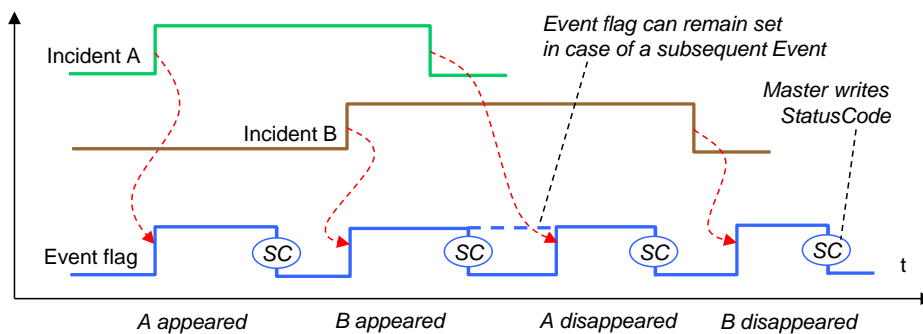 Event flag can remain set
in case of a subsequent Event
Incident A
Master writes
StatusCode
Incident B
Event flag
SC
SC
SC
SC
t
A appeared
B appeared
A disappeared
B disappeared